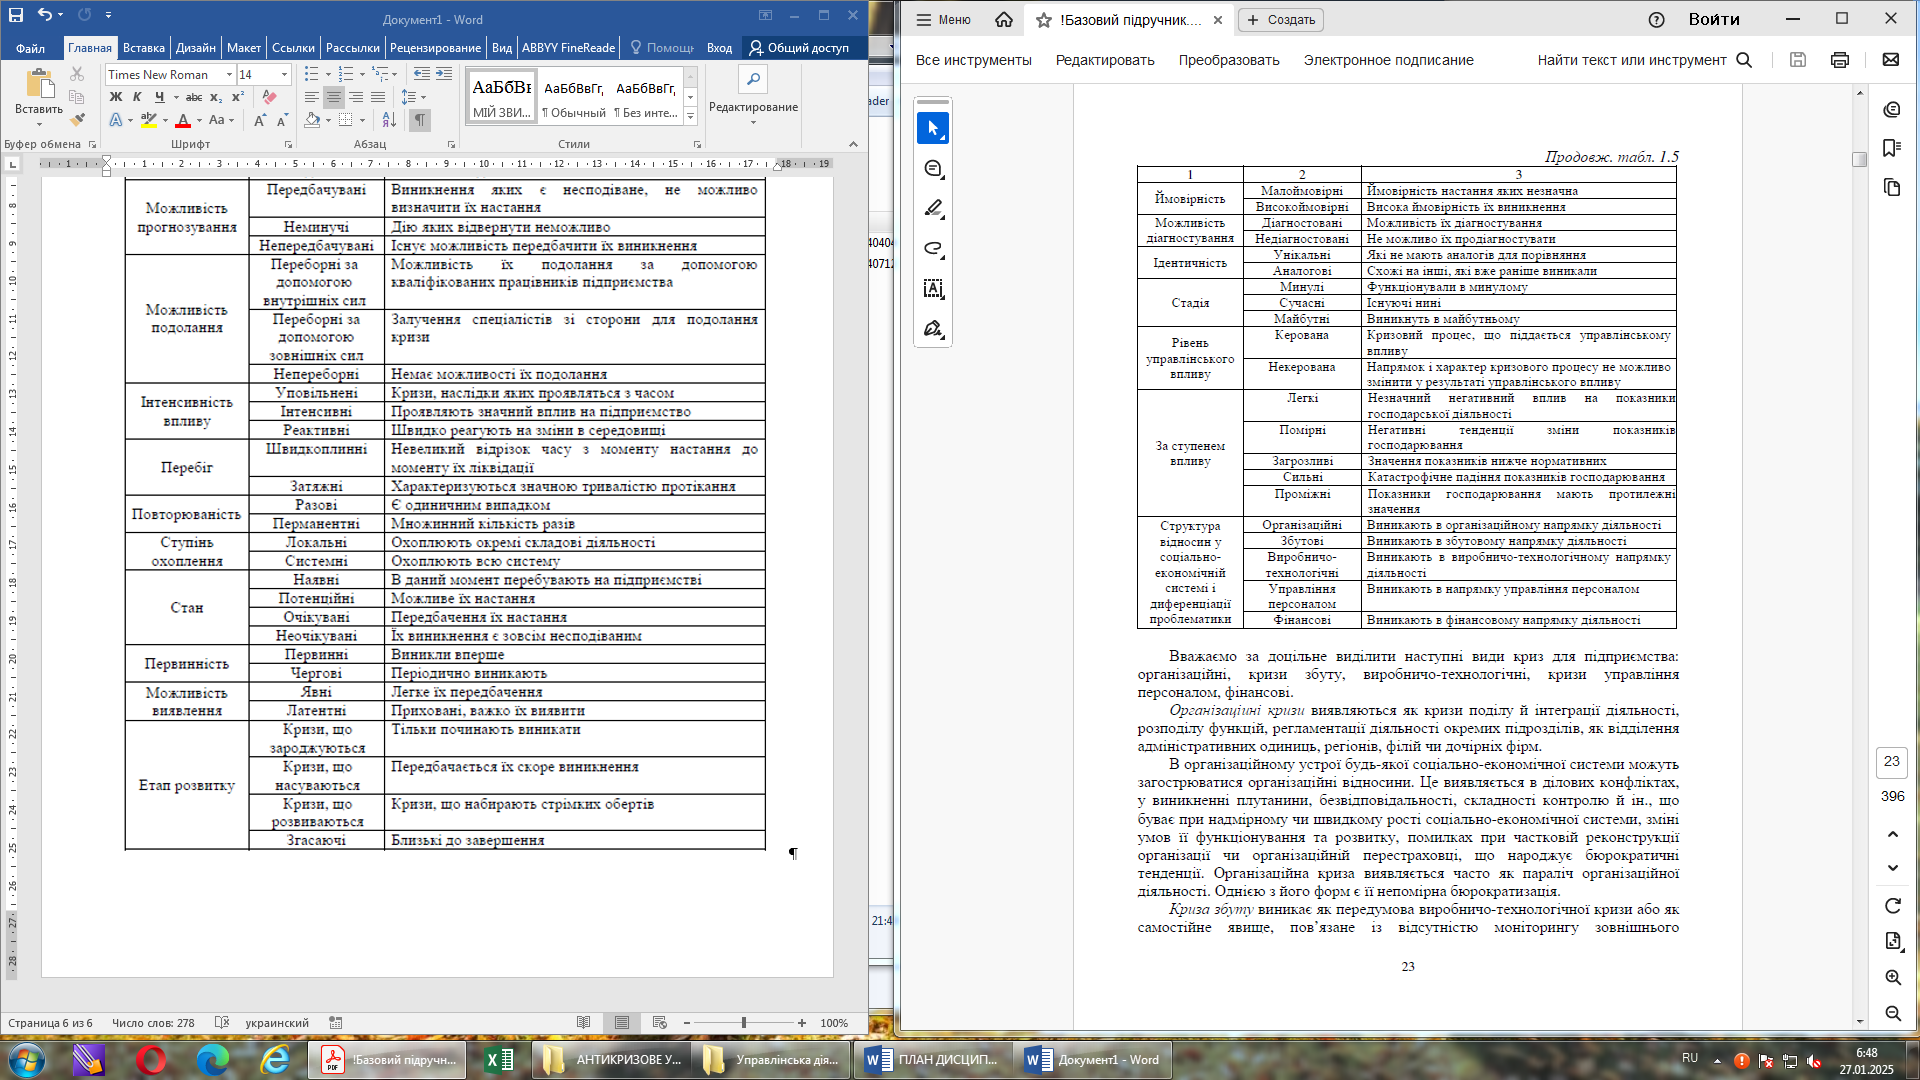 Документ1 - Word
Файл Главная Вставка Дизайн Макет Ссылки Рассылки Рецензирование Вид ABBYY FineReade Помощь Вход Общий доступ
Вставить
Times New Roman 14
Ж К Ч abc x₂ x²
АаБбВı АаБбВвГг, АаБбВвГг,
МІЙ ЗВИ... ¶ Обычный ¶ Без инте...
Редактирование
Буфер обмена Шрифт Абзац Стили
Можливість прогнозування
Передбачувані Виникнення яких є несподіване, не можливо визначити їх настання
Неминучі Дію яких відвернути неможливо
Непередбачувані Існує можливість передбачити їх виникнення
Можливість подолання
Переборні за допомогою внутрішніх сил Можливість їх подолання за допомогою кваліфікованих працівників підприємства
Переборні за допомогою зовнішніх сил Залучення спеціалістів зі сторони для подолання кризи
Непереборні Немає можливості їх подолання
Інтенсивність впливу
Уповільнені Кризи, наслідки яких проявляться з часом
Інтенсивні Проявляють значний вплив на підприємство
Реактивні Швидко реагують на зміни в середовищі
Перебіг
Швидкоплинні Невеликий відрізок часу з моменту настання до моменту їх ліквідації
Затяжні Характеризуються значною тривалістю протікання
Повторюваність
Разові Є одиничним випадком
Перманентні Множинний кількість разів
Ступінь охоплення
Локальні Охоплюють окремі складові діяльності
Системні Охоплюють всю систему
Стан
Наявні В даний момент перебувають на підприємстві
Потенційні Можливе їх настання
Очікувані Передбачення їх настання
Неочікувані Їх виникнення є зовсім несподіваним
Первинність
Первинні Виникли вперше
Чергові Періодично виникають
Можливість виявлення
Явні Легке їх передбачення
Латентні Приховані, важко їх виявити
Етап розвитку
Кризи, що зароджуються Тільки починають виникати
Кризи, що насуваються Передбачається їх скоре виникнення
Кризи, що розвиваються Кризи, що набирають стрімких обертів
Згасаючі Близькі до завершення
¶
Страница 6 из 6 Число слов: 278 украинский 100%
Меню !Базовий підручник.... Создать Войти
Все инструменты Редактировать Преобразовать Электронное подписание Найти текст или инструмент
Продовж. табл. 1.5
1 2 3
Ймовірність
Малоймовірні Ймовірність настання яких незначна
Високоймовірні Висока ймовірність їх виникнення
Можливість діагностування
Діагностовані Можливість їх діагностування
Недіагностовані Не можливо їх продіагностувати
Ідентичність
Унікальні Які не мають аналогів для порівняння
Аналогові Схожі на інші, які вже раніше виникали
Стадія
Минулі Функціонували в минулому
Сучасні Існуючі нині
Майбутні Виникнуть в майбутньому
Рівень управлінського впливу
Керована Кризовий процес, що піддається управлінському впливу
Некерована Напрямок і характер кризового процесу не можливо змінити у результаті управлінського впливу
За ступенем впливу
Легкі Незначний негативний вплив на показники господарської діяльності
Помірні Негативні тенденції зміни показників господарювання
Загрозливі Значення показників нижче нормативних
Сильні Катастрофічне падіння показників господарювання
Проміжні Показники господарювання мають протилежні значення
Структура відносин у соціально-економічній системі і диференціації проблематики
Організаційні Виникають в організаційному напрямку діяльності
Збутові Виникають в збутовому напрямку діяльності
Виробничо-технологічні Виникають в виробничо-технологічному напрямку діяльності
Управління персоналом Виникають в напрямку управління персоналом
Фінансові Виникають в фінансовому напрямку діяльності
Вважаємо за доцільне виділити наступні види криз для підприємства:
організаційні, кризи збуту, виробничо-технологічні, кризи управління
персоналом, фінансові.
Організаційні кризи виявляються як кризи поділу й інтеграції діяльності,
розподілу функцій, регламентації діяльності окремих підрозділів, як відділення
адміністративних одиниць, регіонів, філій чи дочірніх фірм.
В організаційному устрої будь-якої соціально-економічної системи можуть
загострюватися організаційні відносини. Це виявляється в ділових конфліктах,
у виникненні плутанини, безвідповідальності, складності контролю й ін., що
буває при надмірному чи швидкому рості соціально-економічної системи, зміні
умов її функціонування та розвитку, помилках при частковій реконструкції
організації чи організаційній перестраховці, що народжує бюрократичні
тенденції. Організаційна криза виявляється часто як параліч організаційної
діяльності. Однією з його форм є її непомірна бюрократизація.
Криза збуту виникає як передумова виробничо-технологічної кризи або як
самостійне явище, пов’язане із відсутністю моніторингу зовнішнього
23
23
396
!Базовий підручн... АНТИКРИЗОВЕ У... Управлінська дія... ПЛАН ДИСЦИП... Документ1 - Word
RU 6:48
27.01.2025